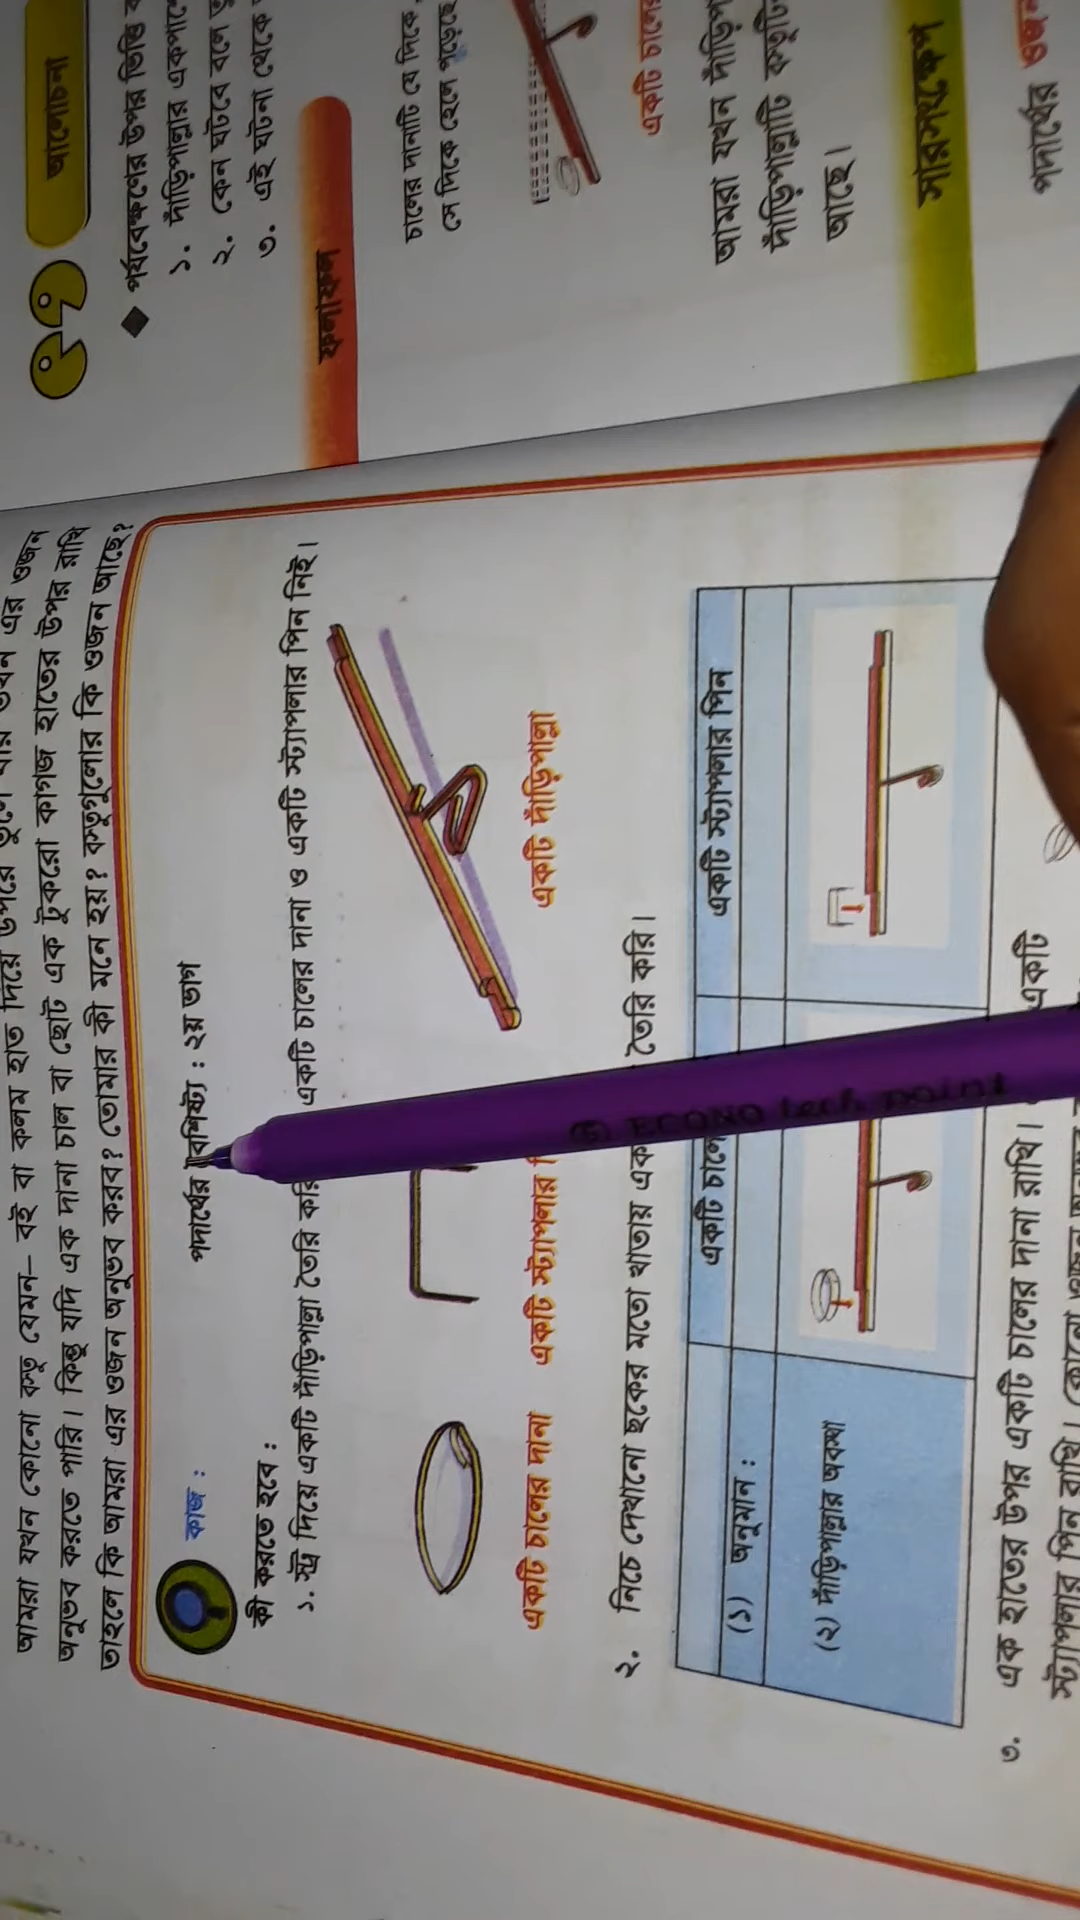 আমরা যখন কোনো বস্তু যেমন– বই বা কলম হাত দিয়ে উপরে তুলে ধরি তখন এর ওজন
অনুভব করতে পারি। কিন্তু যদি এক দানা চাল বা ছোট এক টুকরো কাগজ হাতের উপর রাখি
তাহলে কি আমরা এর ওজন অনুভব করব? তোমার কী মনে হয়? বস্তুগুলোর কি ওজন আছে?
কাজ : পদার্থের বৈশিষ্ট্য : ২য় ভাগ
কী করতে হবে :
১. স্ট্র দিয়ে একটি দাঁড়িপাল্লা তৈরি করি একটি চালের দানা ও একটি স্ট্যাপলার পিন নিই।
একটি চালের দানা একটি স্ট্যাপলার একটি দাঁড়িপাল্লা
২. নিচে দেখানো ছকের মতো খাতায় তৈরি করি।
একটি স্ট্যাপলার পিন
(১) অনুমান :
(২) দাঁড়িপাল্লার অবস্থা
৩. এক হাতের উপর একটি চালের দানা রাখি। একটি
স্ট্যাপলার পিন রাখি।
আলোচনা
পর্যবেক্ষণের উপর ভিত্তি
১. দাঁড়িপাল্লার
২. কেন ঘটবে বলে
৩. এই ঘটনা থেকে
ফলাফল
চালের দানাটি যে দিকে
সে দিকে হেলে পড়েছে
একটি চালের
আমরা যখন
দাঁড়িপাল্লাটি
আছে।
সারসংক্ষেপ
পদার্থের